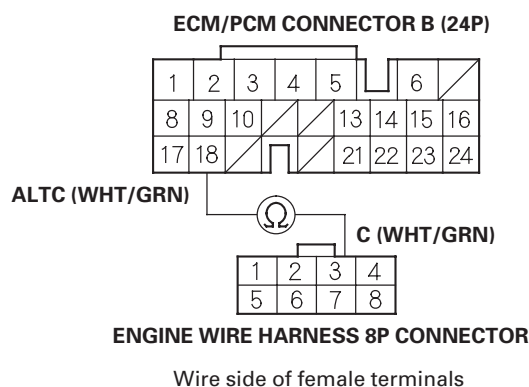 ECM/PCM CONNECTOR B (24P)
1 2 3 4 5 6
8 9 10 13 14 15 16
17 18 21 22 23 24
ALTC (WHT/GRN)
Ω
C (WHT/GRN)
1 2 3 4
5 6 7 8
ENGINE WIRE HARNESS 8P CONNECTOR
Wire side of female terminals